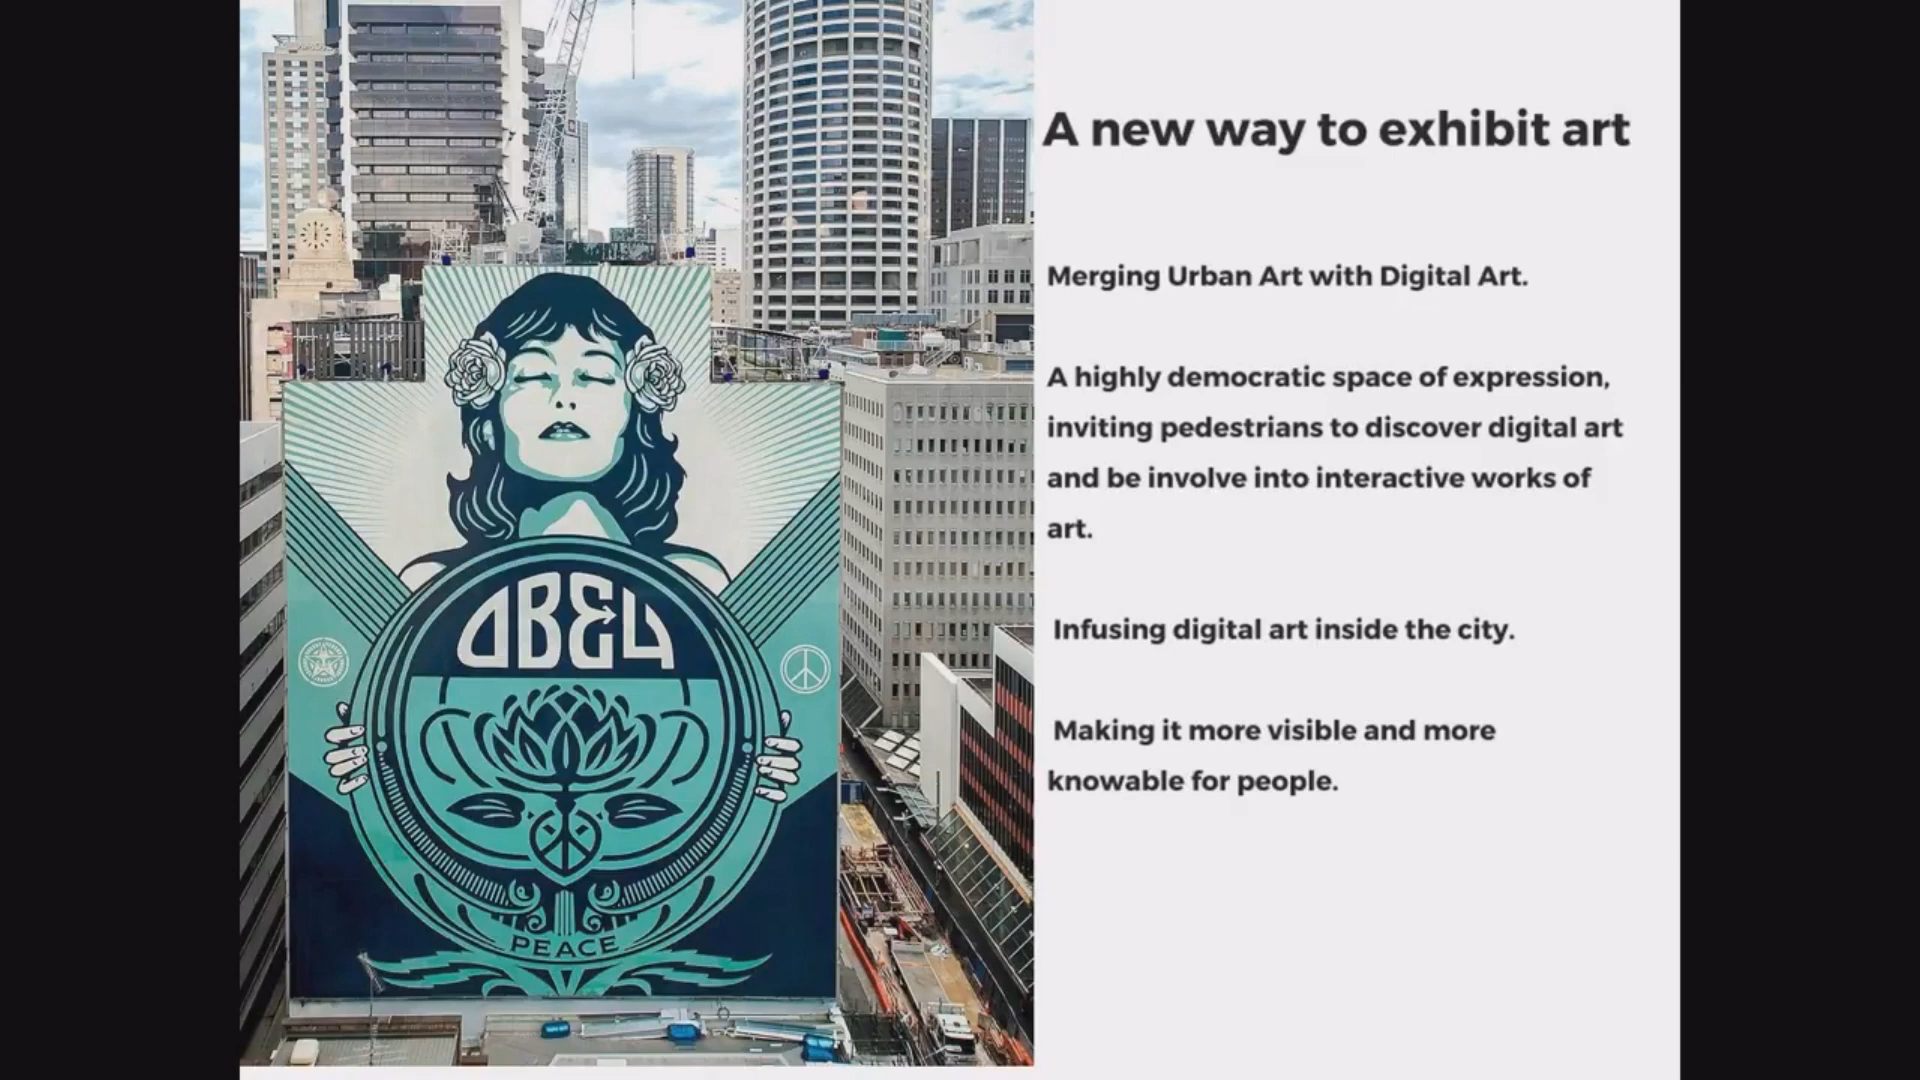 A new way to exhibit art
Merging Urban Art with Digital Art.
A highly democratic space of expression,
inviting pedestrians to discover digital art
and be involve into interactive works of
art.
Infusing digital art inside the city.
Making it more visible and more
knowable for people.
OBEY
PEACE